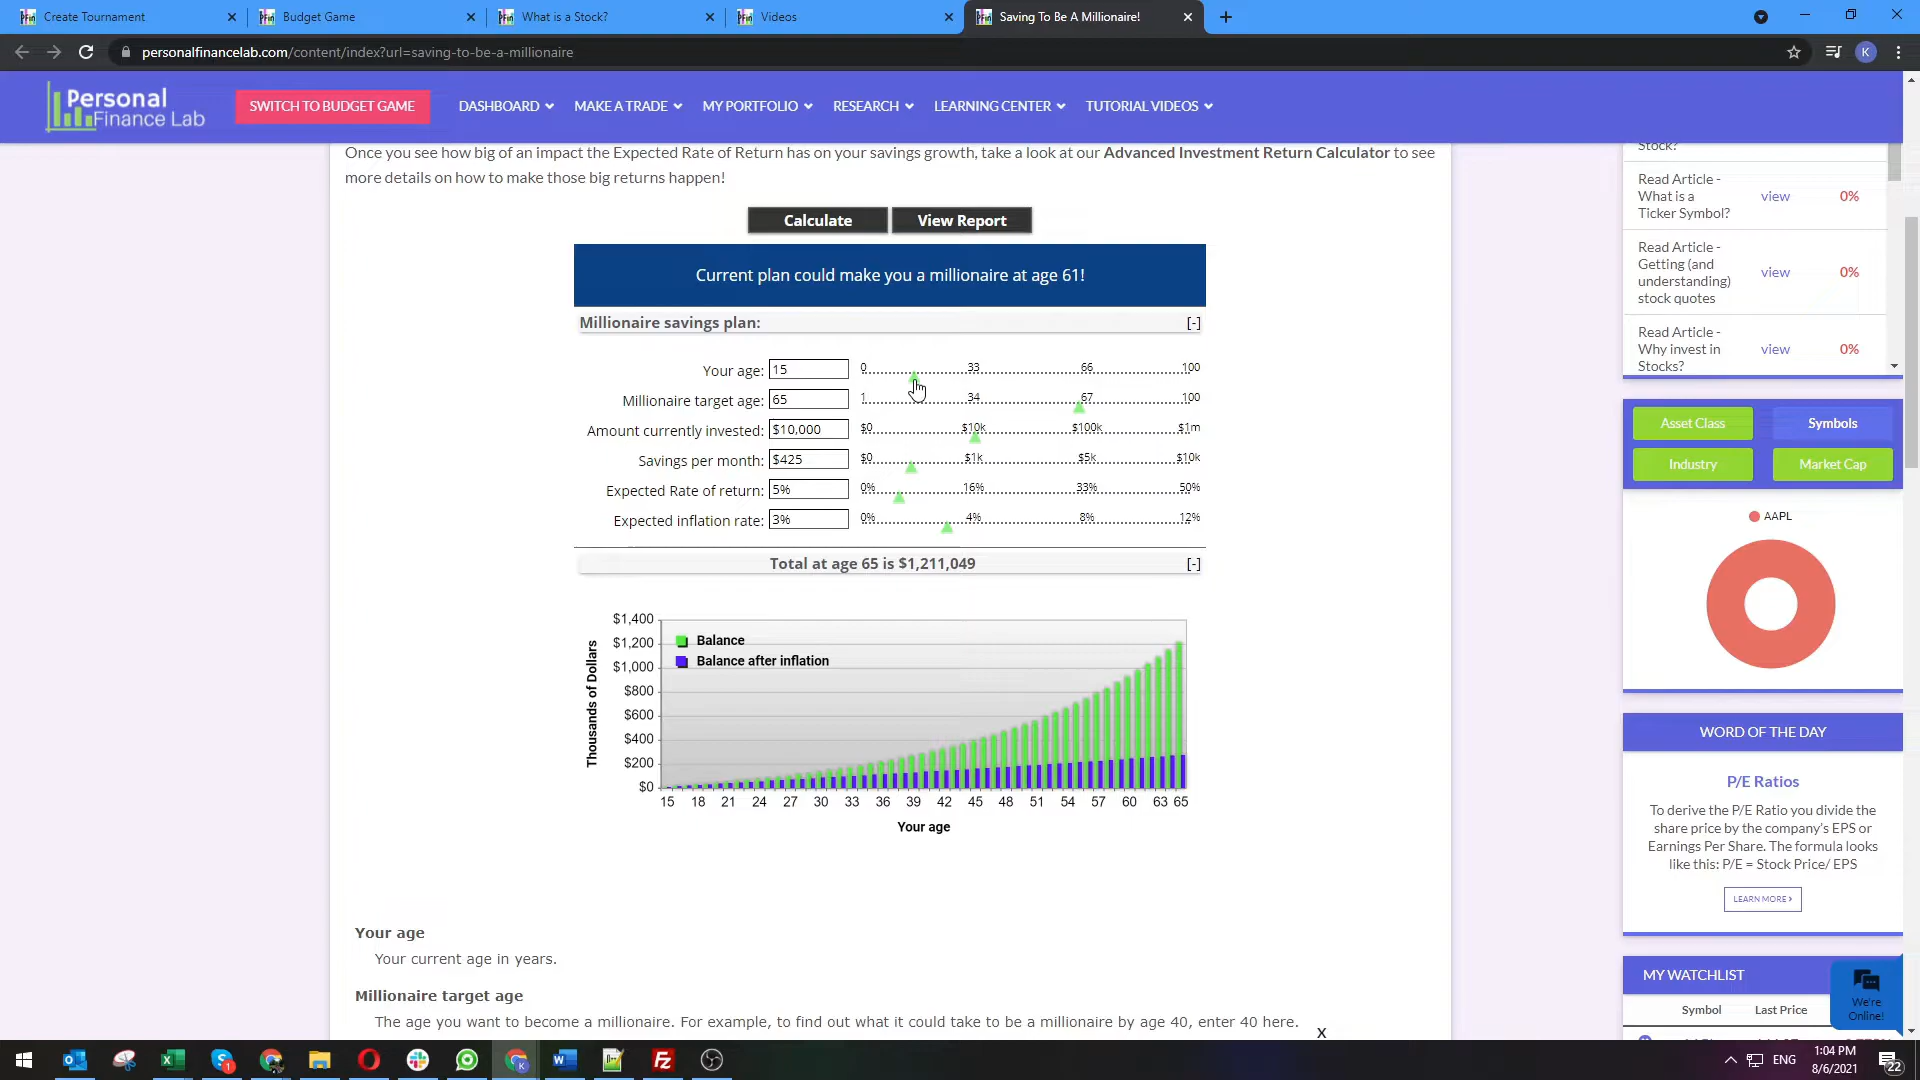 Create Tournament
Budget Game
What is a Stock?
Videos
Saving To Be A Millionaire!
personalfinancelab.com/content/index?url=saving-to-be-a-millionaire
K
Personal
Finance Lab
SWITCH TO BUDGET GAME
DASHBOARD
MAKE A TRADE
MY PORTFOLIO
RESEARCH
LEARNING CENTER
TUTORIAL VIDEOS
Once you see how big of an impact the Expected Rate of Return has on your savings growth, take a look at our Advanced Investment Return Calculator to see
more details on how to make those big returns happen!
Calculate
View Report
Current plan could make you a millionaire at age 61!
Millionaire savings plan:
[-]
Your age: 15 0 33 66 100
Millionaire target age: 65 1 34 67 100
Amount currently invested: $10,000 $0 $10k $100k $1m
Savings per month: $425 $0 $1k $5k $10k
Expected Rate of return: 5% 0% 16% 33% 50%
Expected inflation rate: 3% 0% 4% 8% 12%
Total at age 65 is $1,211,049
[-]
Thousands of Dollars
$1,400
$1,200
$1,000
$800
$600
$400
$200
$0
Balance
Balance after inflation
15 18 21 24 27 30 33 36 39 42 45 48 51 54 57 60 63 65
Your age
Your age
Your current age in years.
Millionaire target age
The age you want to become a millionaire. For example, to find out what it could take to be a millionaire by age 40, enter 40 here.
X
Stock?
Read Article -
What is a
Ticker Symbol?
view
0%
Read Article -
Getting (and
understanding)
stock quotes
view
0%
Read Article -
Why invest in
Stocks?
view
0%
Asset Class
Symbols
Industry
Market Cap
AAPL
WORD OF THE DAY
P/E Ratios
To derive the P/E Ratio you divide the
share price by the company's EPS or
Earnings Per Share. The formula looks
like this: P/E = Stock Price/ EPS
LEARN MORE >
MY WATCHLIST
Symbol
Last Price
We're
Online!
ENG
1:04 PM
8/6/2021
22